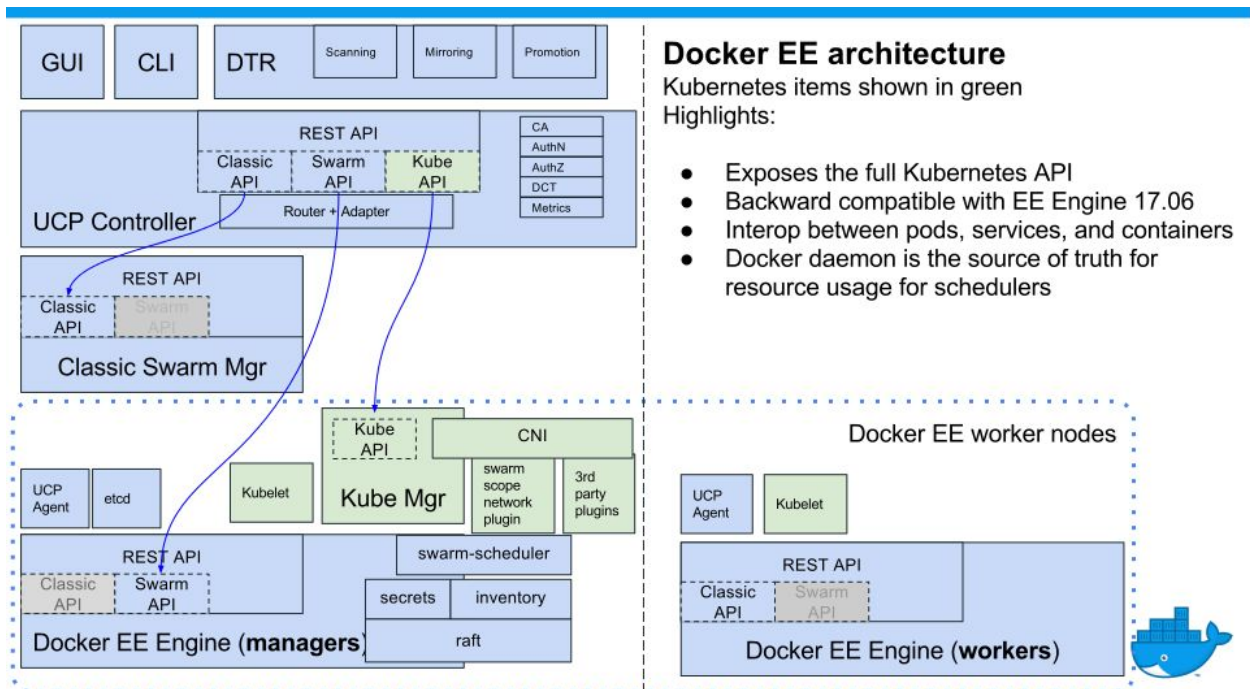 GUI
CLI
DTR
Scanning
Mirroring
Promotion
REST API
Classic
API
Swarm
API
Kube
API
CA
AuthN
AuthZ
DCT
Metrics
Router + Adapter
UCP Controller
REST API
Classic
API
Swarm
API
Classic Swarm Mgr
Kube
API
CNI
UCP
Agent
etcd
Kubelet
Kube Mgr
swarm
scope
network
plugin
3rd
party
plugins
REST API
Classic
API
Swarm
API
swarm-scheduler
secrets
inventory
raft
Docker EE Engine (managers)
Docker EE architecture
Kubernetes items shown in green
Highlights:
● Exposes the full Kubernetes API
● Backward compatible with EE Engine 17.06
● Interop between pods, services, and containers
● Docker daemon is the source of truth for
resource usage for schedulers
Docker EE worker nodes
UCP
Agent
Kubelet
REST API
Classic
API
Swarm
API
Docker EE Engine (workers)